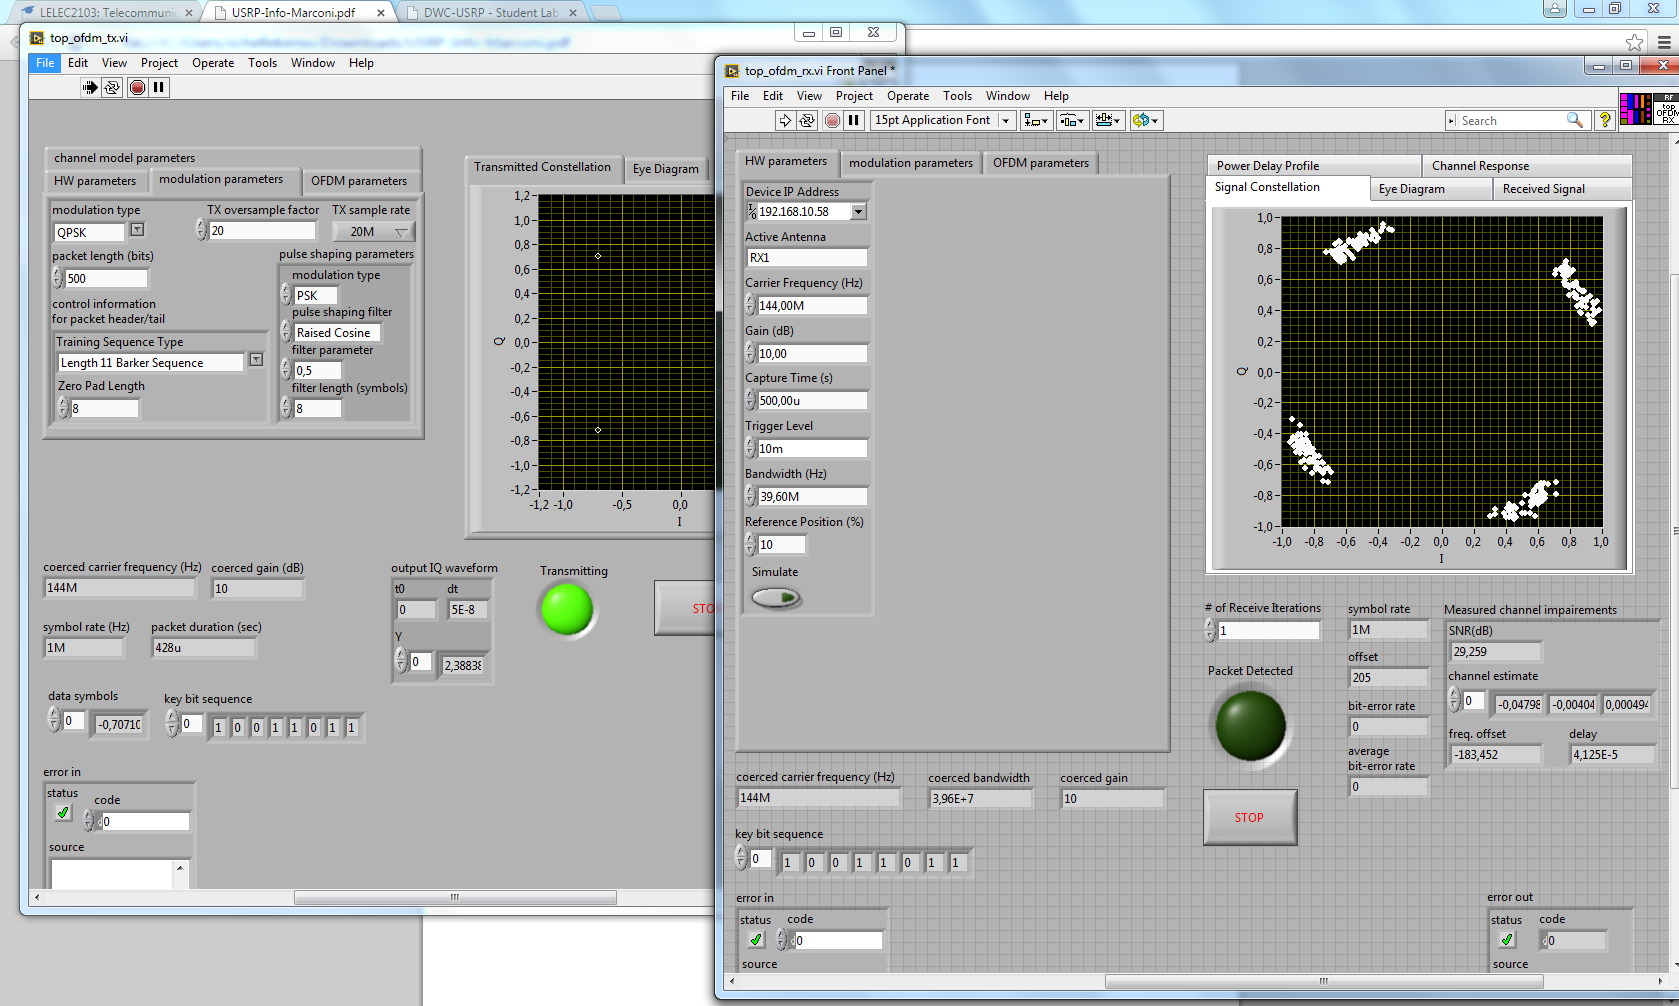 LELEC2103: Telecommunic
USRP-Info-Marconi.pdf
DWC-USRP - Student Lab
top_ofdm_tx.vi
File Edit View Project Operate Tools Window Help
channel model parameters
HW parameters
modulation parameters
OFDM parameters
modulation type
QPSK
TX oversample factor
20
TX sample rate
20M
packet length (bits)
500
pulse shaping parameters
modulation type
PSK
pulse shaping filter
Raised Cosine
filter parameter
0,5
filter length (symbols)
8
control information
for packet header/tail
Training Sequence Type
Length 11 Barker Sequence
Zero Pad Length
8
Transmitted Constellation
Eye Diagram
1,2
1,0
0,8
0,6
0,4
0,2
0,0
-0,2
-0,4
-0,6
-0,8
-1,0
-1,2
Q
-1,2 -1,0 -0,5 0,0
I
coerced carrier frequency (Hz)
144M
coerced gain (dB)
10
symbol rate (Hz)
1M
packet duration (sec)
428u
output IQ waveform
t0
0
dt
5E-8
Y
0
2,38838
Transmitting
STO
data symbols
0
-0,70710
key bit sequence
0
1 0 0 1 1 0 1 1
error in
status
code
0
source
top_ofdm_rx.vi Front Panel *
File Edit View Project Operate Tools Window Help
15pt Application Font
Search
RF
top
OFDM
RX
HW parameters
modulation parameters
OFDM parameters
Device IP Address
192.168.10.58
Active Antenna
RX1
Carrier Frequency (Hz)
144,00M
Gain (dB)
10,00
Capture Time (s)
500,00u
Trigger Level
10m
Bandwidth (Hz)
39,60M
Reference Position (%)
10
Simulate
Power Delay Profile
Channel Response
Signal Constellation
Eye Diagram
Received Signal
1,0
0,8
0,6
0,4
0,2
0,0
-0,2
-0,4
-0,6
-0,8
-1,0
Q
-1,0 -0,8 -0,6 -0,4 -0,2 0,0 0,2 0,4 0,6 0,8 1,0
I
# of Receive Iterations
1
Packet Detected
STOP
symbol rate
1M
offset
205
bit-error rate
0
average
bit-error rate
0
Measured channel impairements
SNR(dB)
29,259
channel estimate
0
-0,04798
-0,00404
0,000494
freq. offset
-183,452
delay
4,125E-5
coerced carrier frequency (Hz)
144M
coerced bandwidth
3,96E+7
coerced gain
10
key bit sequence
0
1 0 0 1 1 0 1 1
error in
status
code
0
source
error out
status
code
0
source